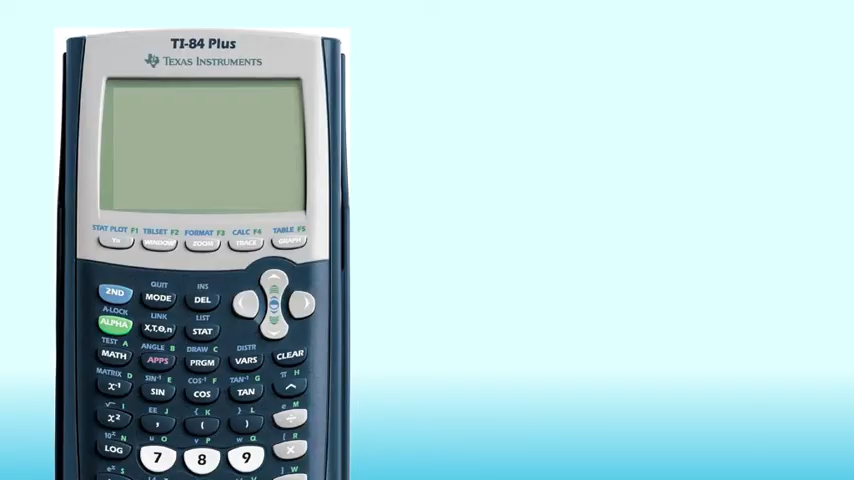 TI-84 Plus
TEXAS INSTRUMENTS
STAT PLOT F1 TBLSET F2 FORMAT F3 CALC F4 TABLE F5
Y= WINDOW ZOOM TRACE GRAPH
QUIT INS
2ND MODE DEL
A-LOCK LINK LIST
ALPHA X,T,Θ,n STAT
TEST A ANGLE B DRAW C DISTR
MATH APPS PRGM VARS CLEAR
MATRIX D SIN⁻¹ E COS⁻¹ F TAN⁻¹ G π H
x⁻¹ SIN COS TAN ^
√ I EE J { K } L e M
x² , ( ) ÷
10ˣ N u O v P w Q [ R
LOG 7 8 9 ×
eˣ S ] W